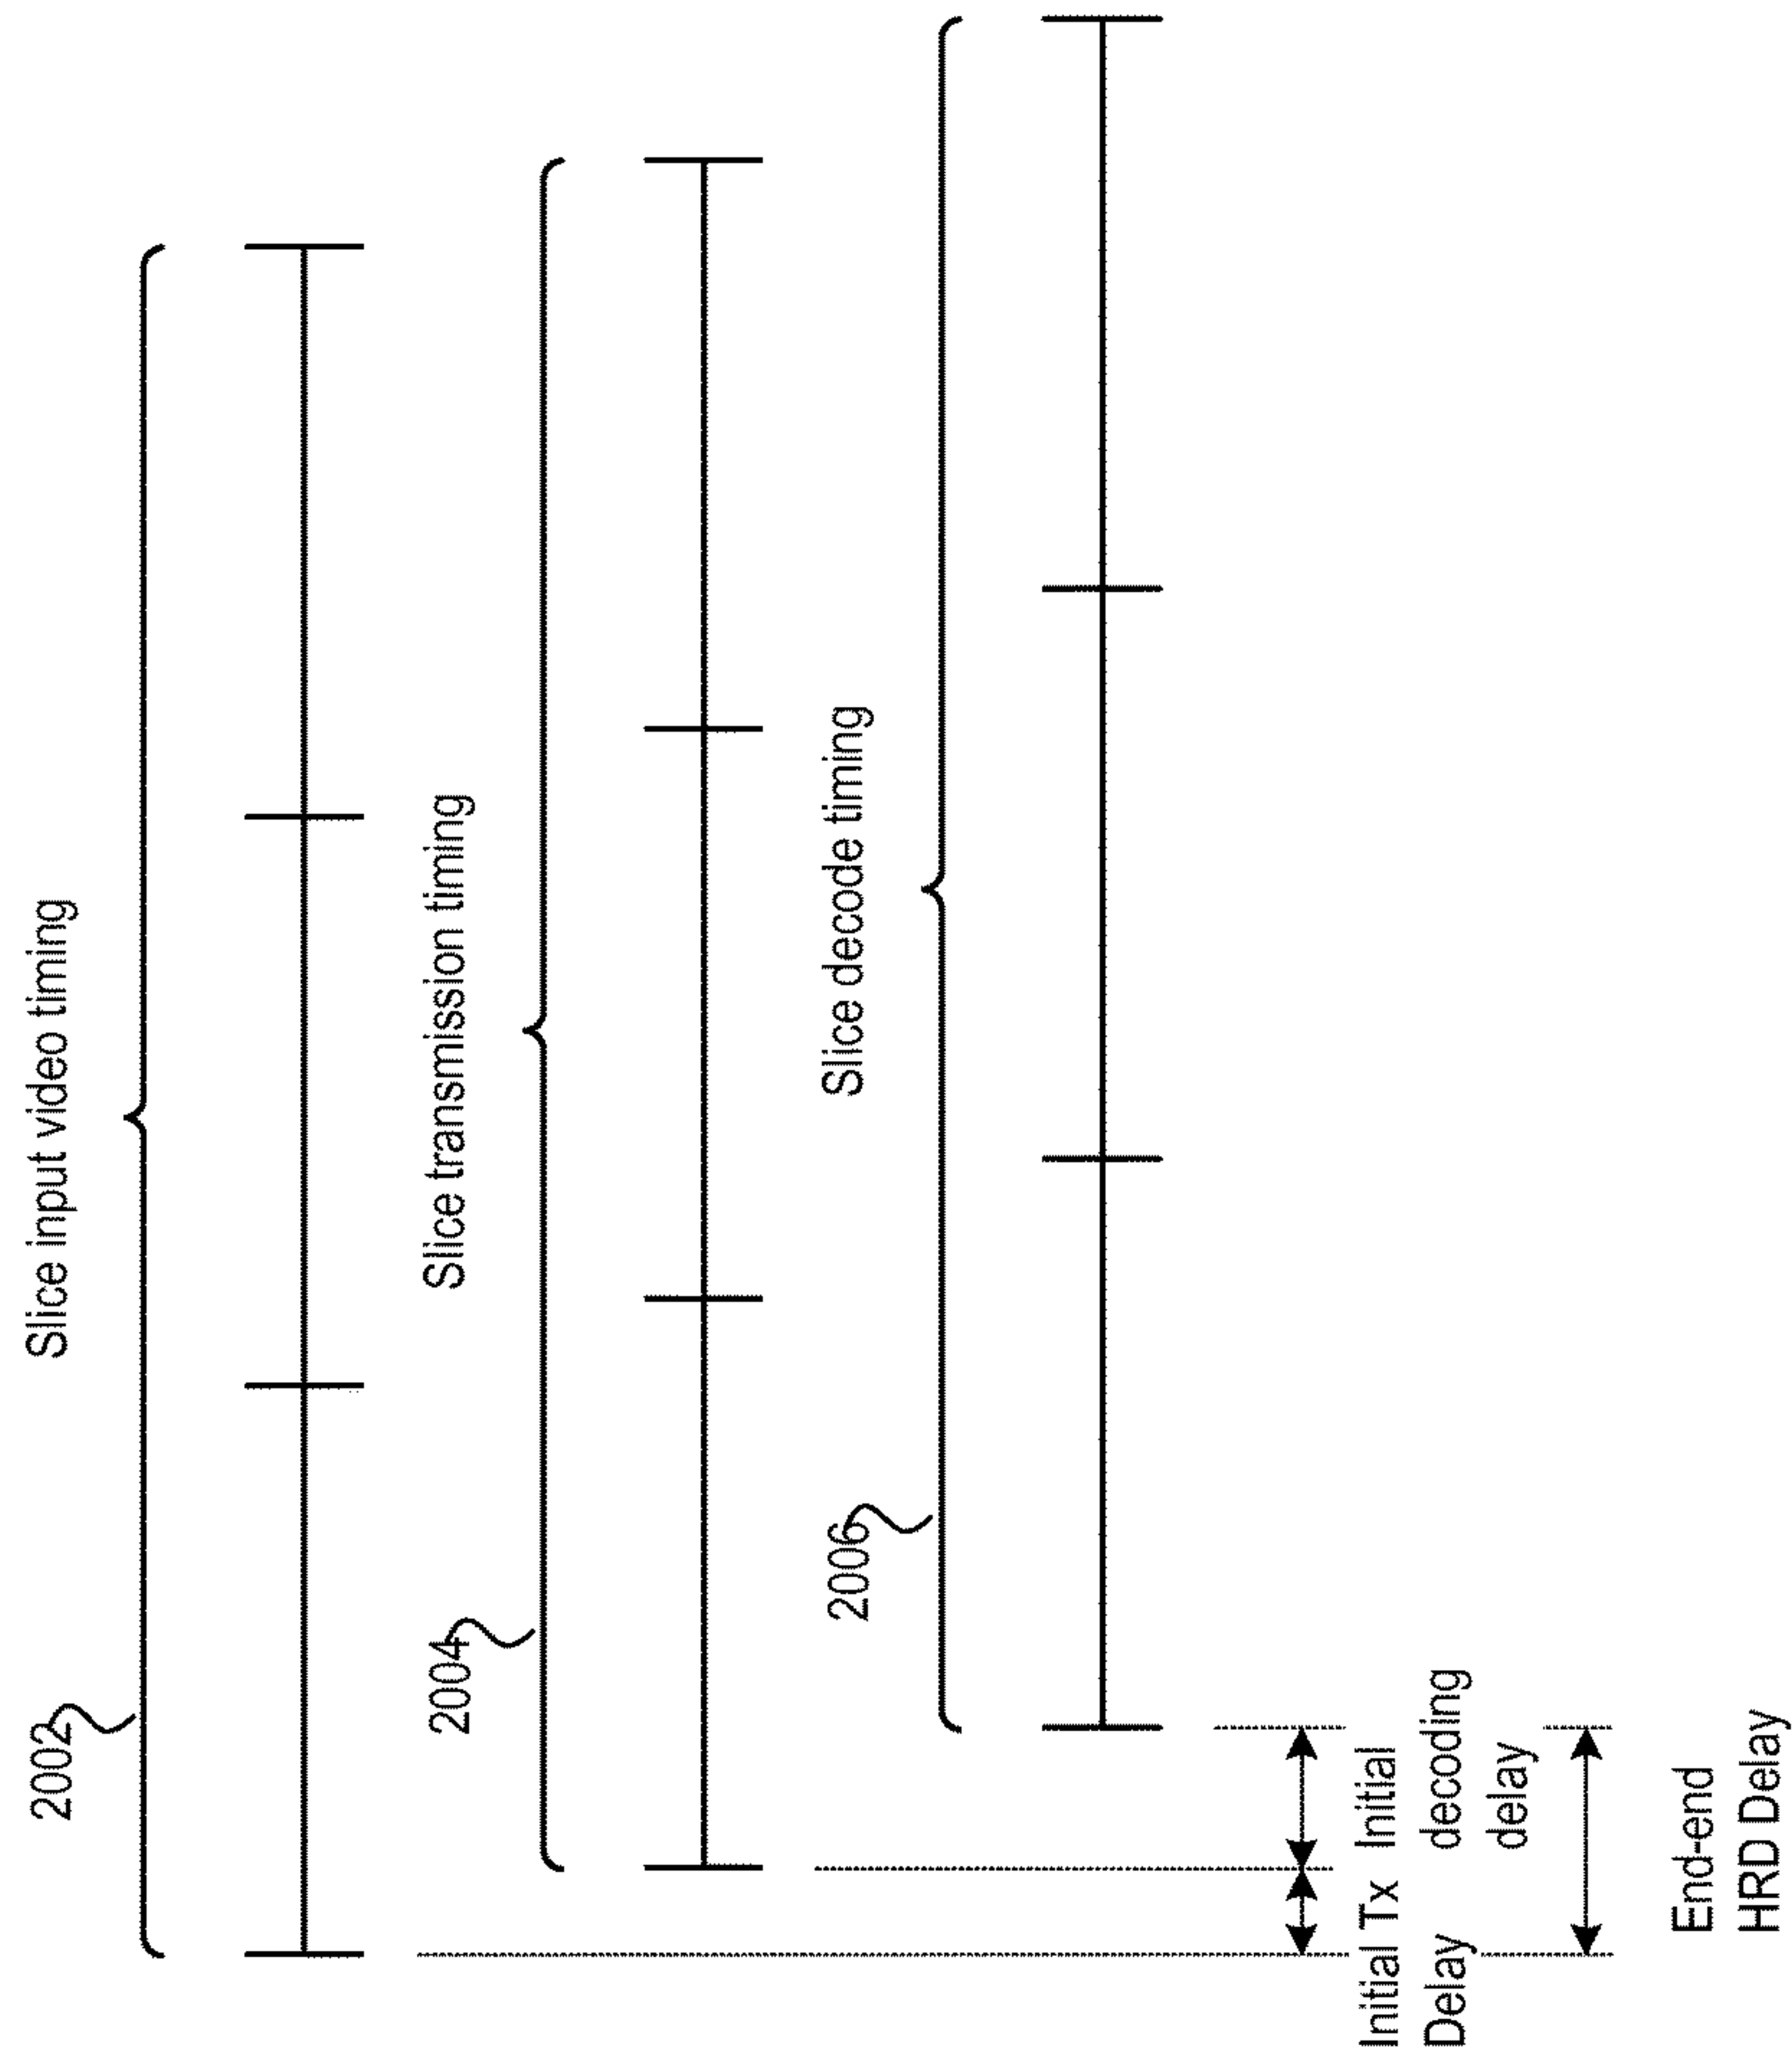 2002
Slice input video timing
2004
Slice transmission timing
2006
Slice decode timing
Initial Tx
Delay
Initial
decoding
delay
End-end
HRD Delay